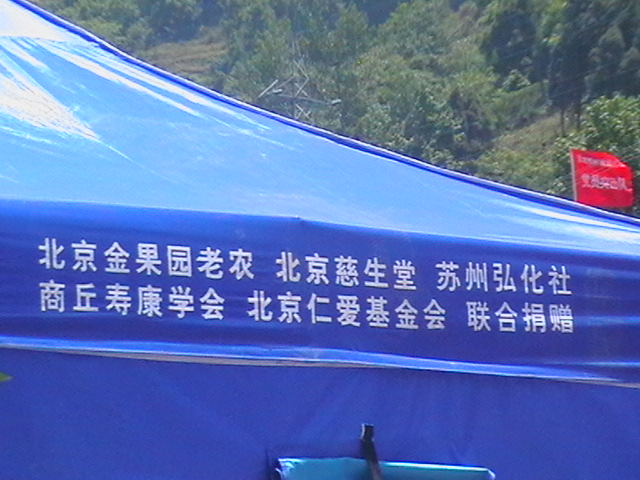 北京金果园老农 北京慈生堂 苏州弘化社
商丘寿康学会 北京仁爱基金会 联合捐赠